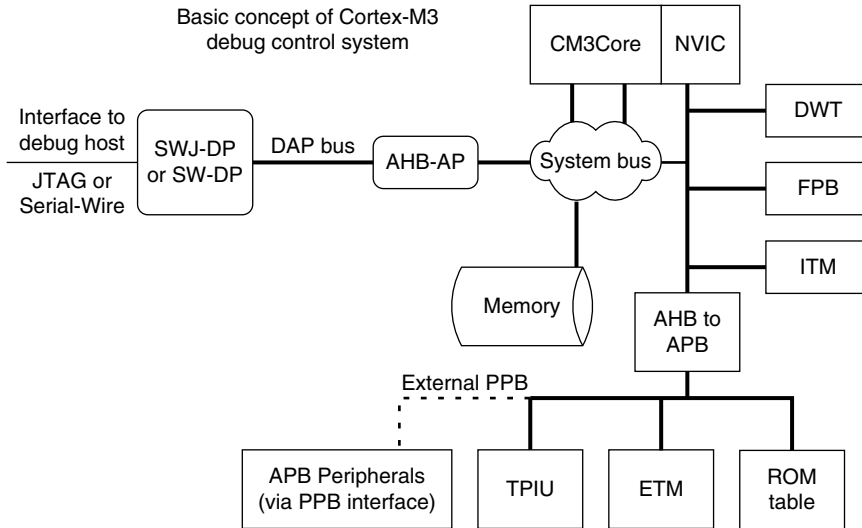 Basic concept of Cortex-M3
debug control system
CM3Core
NVIC
DWT
Interface to
debug host
JTAG or
Serial-Wire
SWJ-DP
or SW-DP
DAP bus
AHB-AP
System bus
FPB
ITM
Memory
AHB to
APB
External PPB
APB Peripherals
(via PPB interface)
TPIU
ETM
ROM
table